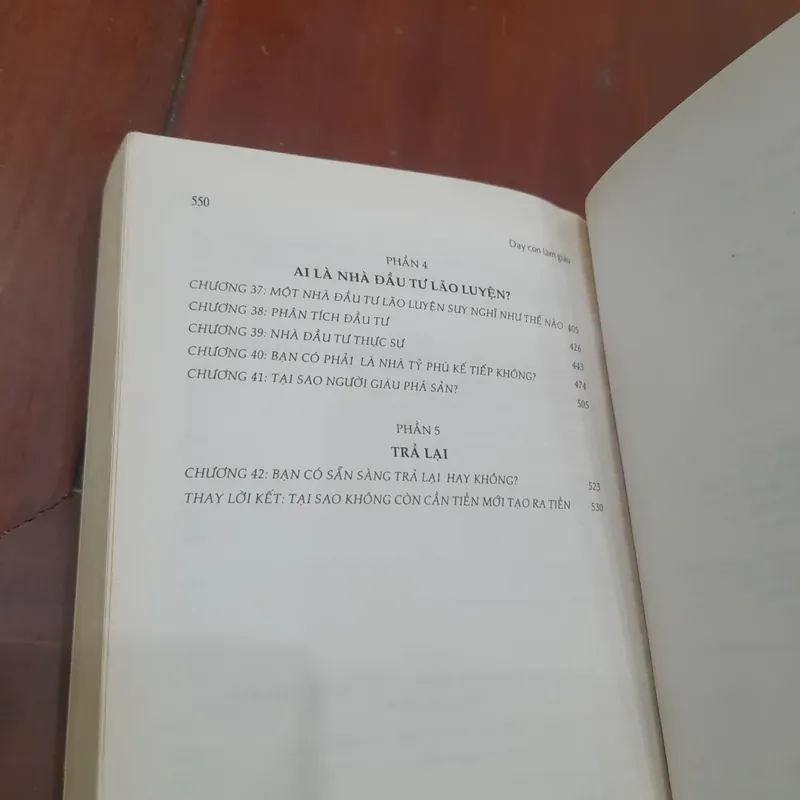 550
Dạy con làm giàu
PHẦN 4
AI LÀ NHÀ ĐẦU TƯ LÃO LUYỆN?
CHƯƠNG 37: MỘT NHÀ ĐẦU TƯ LÃO LUYỆN SUY NGHĨ NHƯ THẾ NÀO 405
CHƯƠNG 38: PHÂN TÍCH ĐẦU TƯ 426
CHƯƠNG 39: NHÀ ĐẦU TƯ THỰC SỰ 443
CHƯƠNG 40: BẠN CÓ PHẢI LÀ NHÀ TỶ PHÚ KẾ TIẾP KHÔNG? 474
CHƯƠNG 41: TẠI SAO NGƯỜI GIÀU PHÁ SẢN? 505
PHẦN 5
TRẢ LẠI
CHƯƠNG 42: BẠN CÓ SẴN SÀNG TRẢ LẠI HAY KHÔNG? 523
THAY LỜI KẾT: TẠI SAO KHÔNG CÒN CẦN TIỀN MỚI TẠO RA TIỀN 530